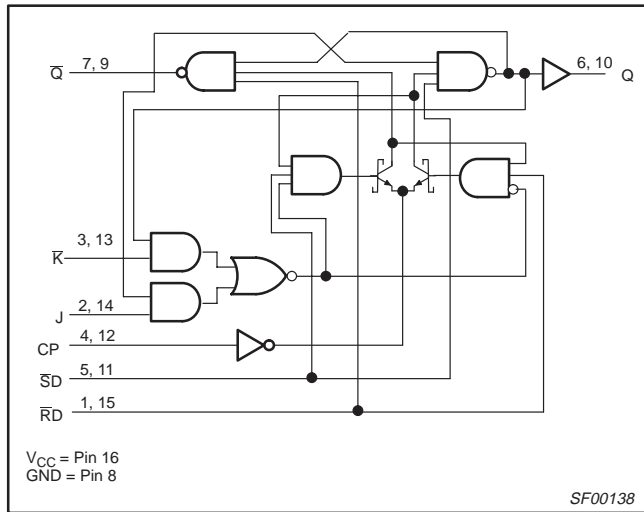 Q̅
7, 9
6, 10
Q
3, 13
K̅
2, 14
J
4, 12
CP
5, 11
S̅D
1, 15
R̅D
VCC = Pin 16
GND = Pin 8
SF00138